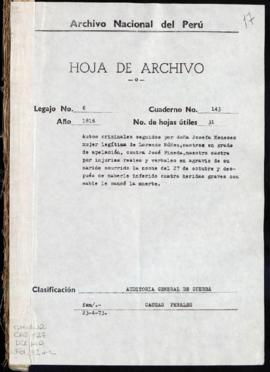 17
Archivo Nacional del Perú
HOJA DE ARCHIVO
—o—
Legajo No. 6 Cuaderno No. 143
Año 1816 No. de hojas útiles 31
Autos criminales seguidos por doña Josefa Meneses
mujer legítima de Lorenzo Núñez, sastres en grado
de apelación, contra José Pineda, maestro sastre
por injurias reales y verbales en agravio de su
marido ocurrido la noche del 27 de octubre y des-
pués de haberle inferido cuatro heridas graves con
sable le causó la muerte.
Clasificación AUDITORIA GENERAL DE GUERRA
fem/.- CAUSAS PENALES
23-4-73.